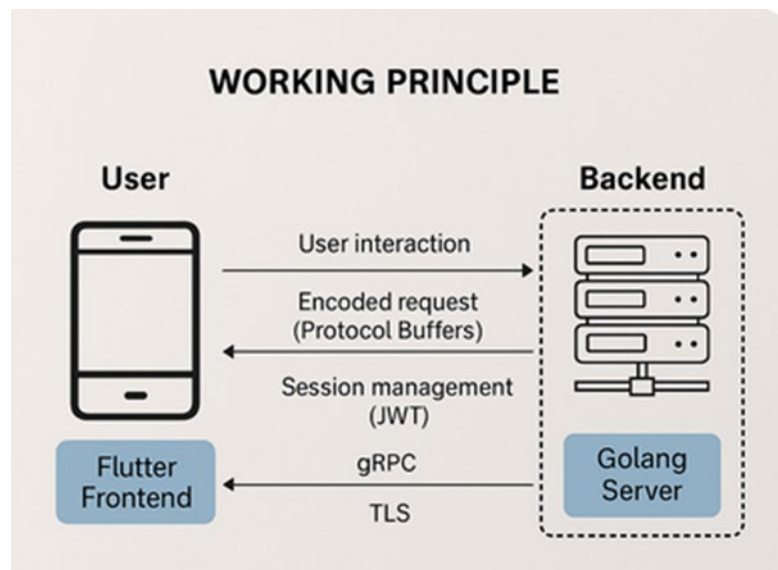 WORKING PRINCIPLE
User
Backend
User interaction
Encoded request
(Protocol Buffers)
Session management
(JWT)
gRPC
TLS
Flutter
Frontend
Golang
Server